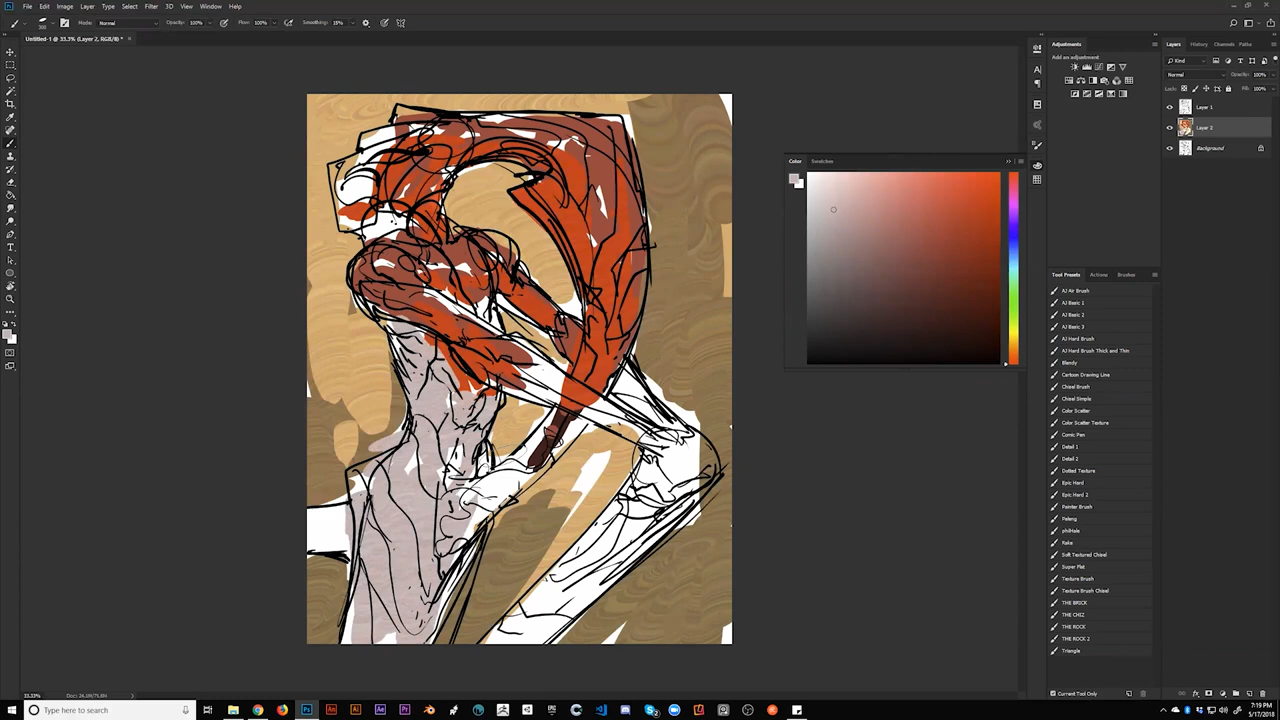 File Edit Image Layer Type Select Filter 3D View Window Help
Mode: Normal Opacity: 100% Flow: 100% Smoothing: 15%
Untitled-1 @ 33.3% (Layer 2, RGB/8) *
Adjustments
Add an adjustment
Layers History Channels Paths
Kind
Normal Opacity: 100%
Lock: Fill: 100%
Layer 1
Layer 2
Background
Color Swatches
Tool Presets Actions Brushes
AJ Air Brush
AJ Basic 1
AJ Basic 2
AJ Basic 3
AJ Hard Brush
AJ Hard Brush Thick and Thin
Blendy
Cartoon Drawing Line
Chisel Brush
Chisel Simple
Color Scatter
Color Scatter Texture
Comic Pen
Detail 1
Detail 2
Dotted Texture
Epic Hard
Epic Hard 2
Painter Brush
Peleng
philHale
Rake
Soft Textured Chisel
Super Flat
Texture Brush
Texture Brush Chisel
THE BRICK
THE CHIZ
THE ROCK
THE ROCK 2
Triangle
Current Tool Only
33.33%
Type here to search
7:19 PM
5/17/2018